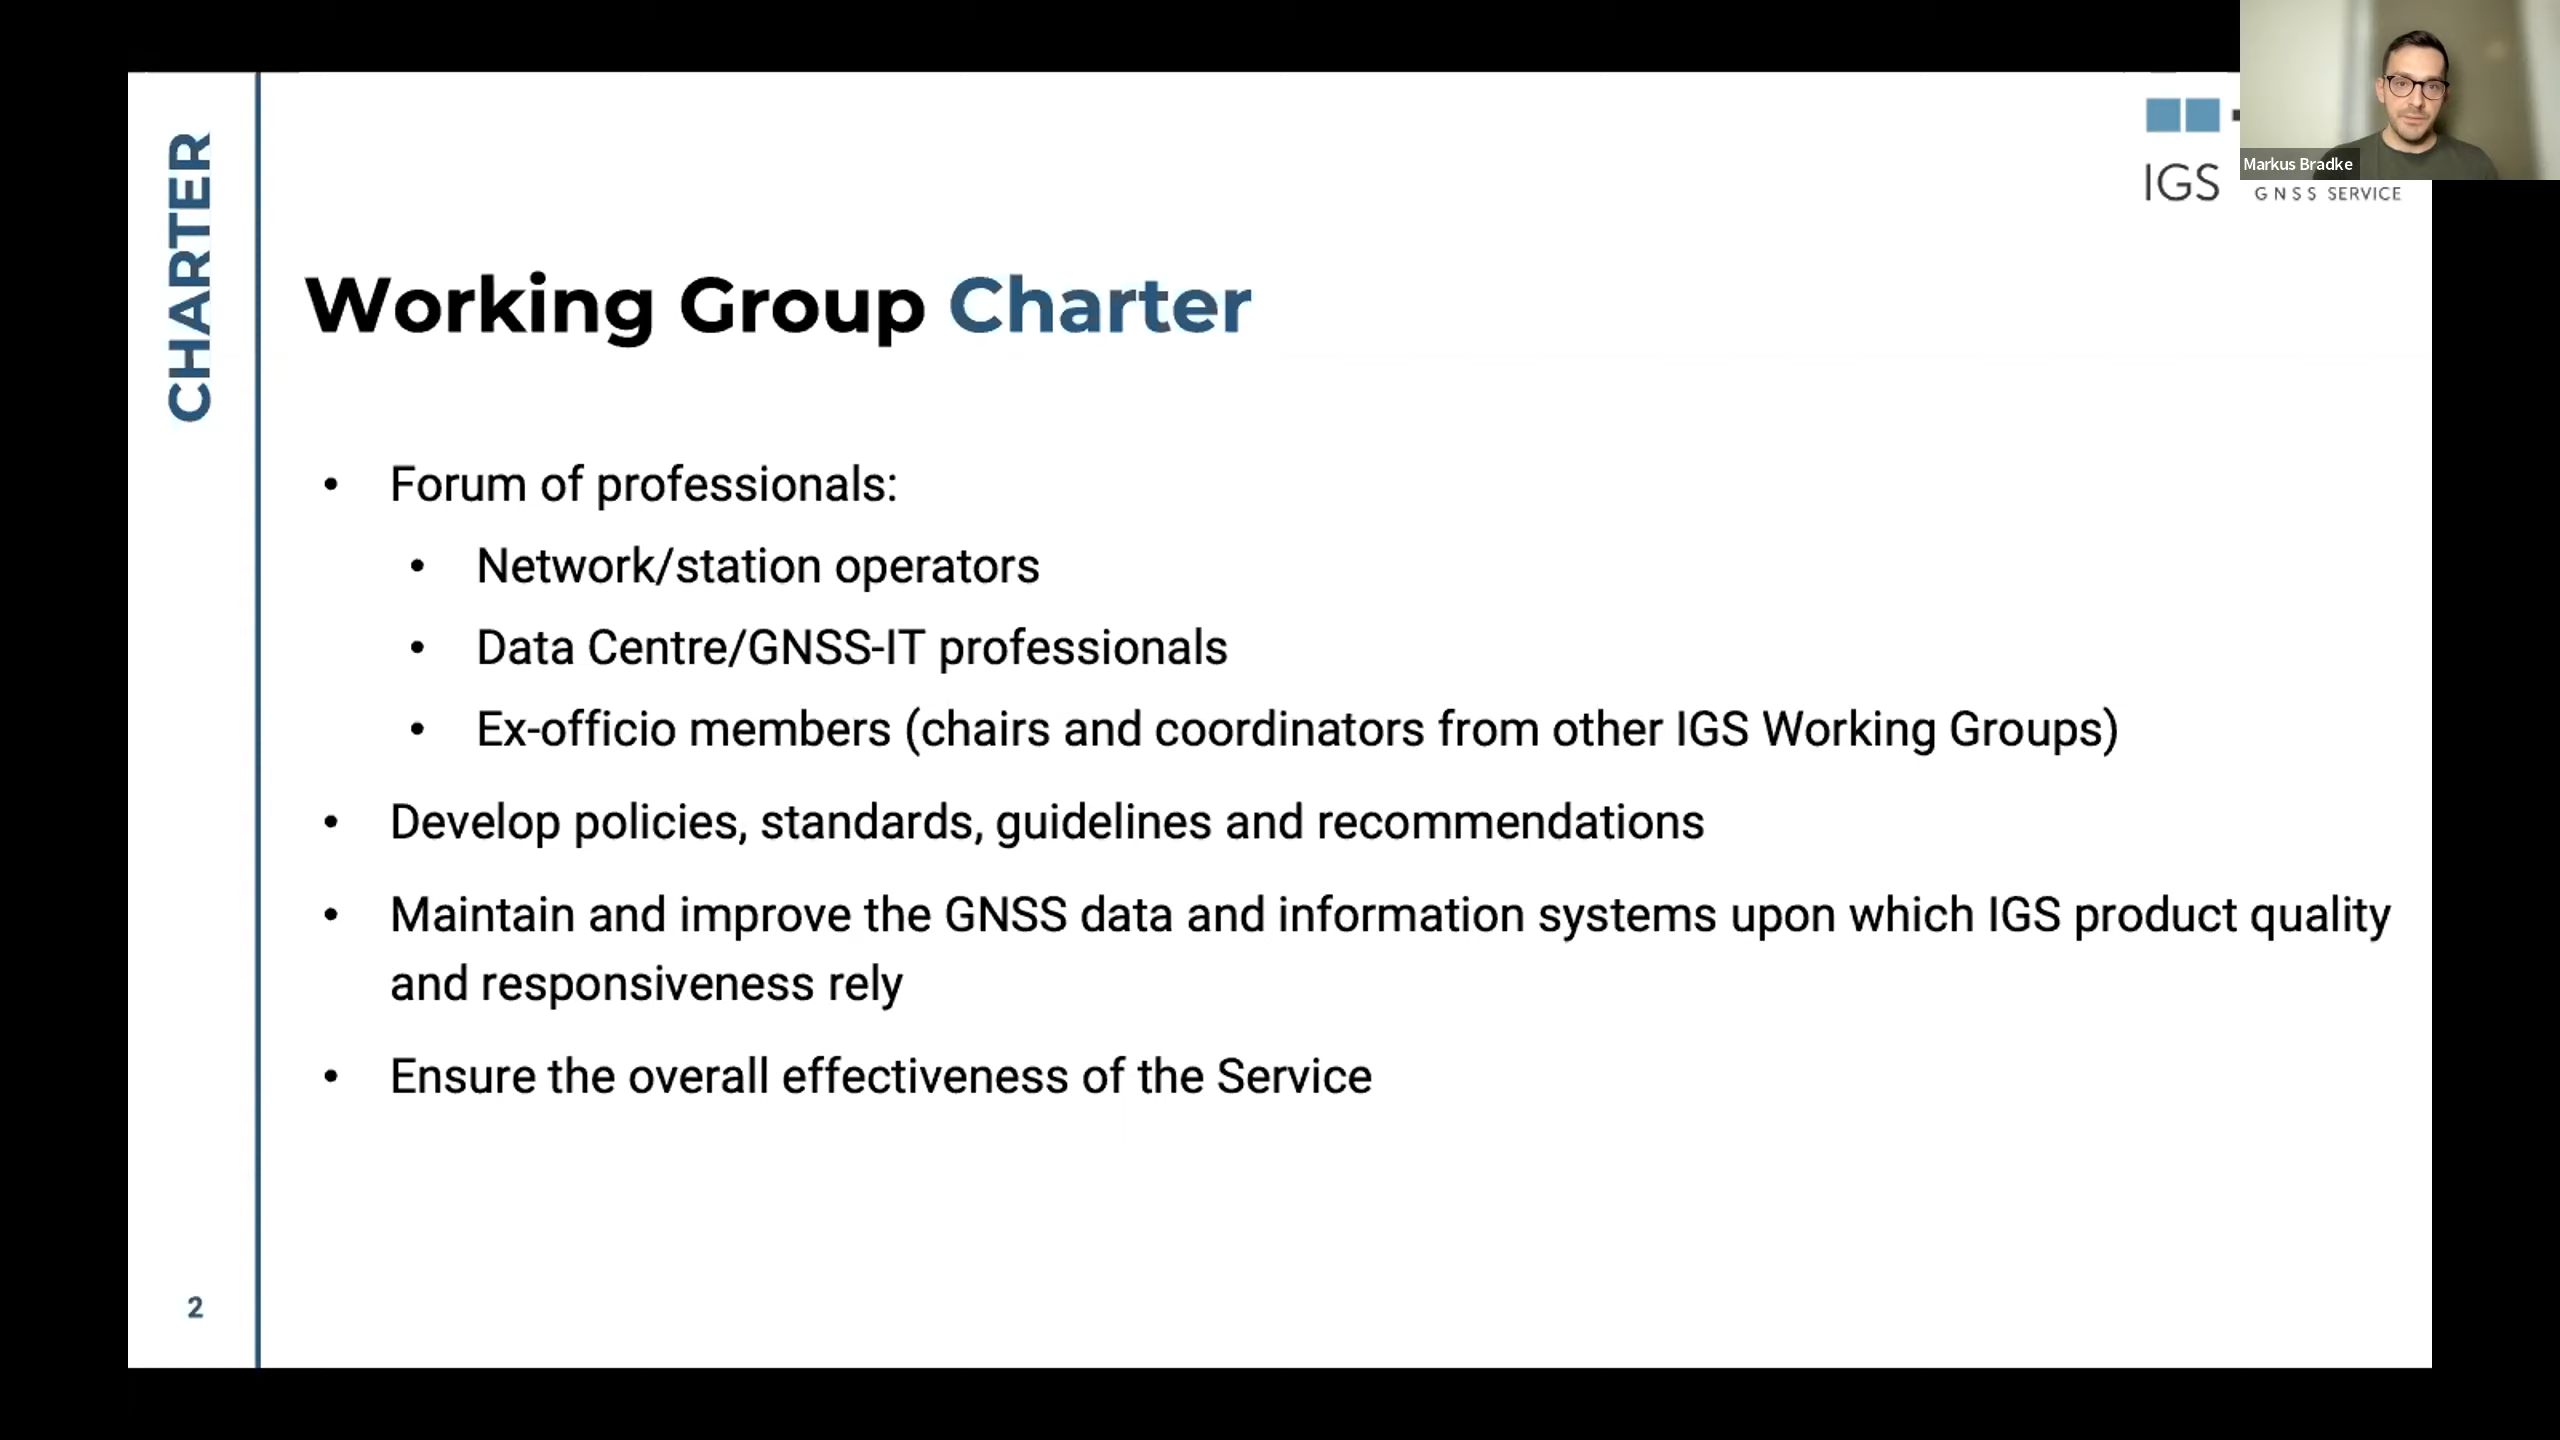 CHARTER
Markus Bradke
IGS
GNSS SERVICE
Working Group Charter
• Forum of professionals:
• Network/station operators
• Data Centre/GNSS-IT professionals
• Ex-officio members (chairs and coordinators from other IGS Working Groups)
• Develop policies, standards, guidelines and recommendations
• Maintain and improve the GNSS data and information systems upon which IGS product quality
and responsiveness rely
• Ensure the overall effectiveness of the Service
2